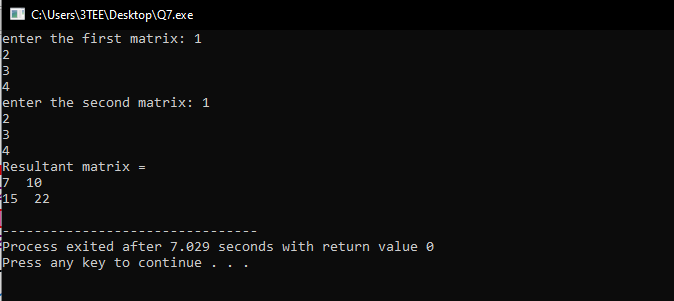 C:\Users\3TEE\Desktop\Q7.exe
enter the first matrix: 1
2
3
4
enter the second matrix: 1
2
3
4
Resultant matrix =
7  10
15  22
--------------------------------
Process exited after 7.029 seconds with return value 0
Press any key to continue . . .